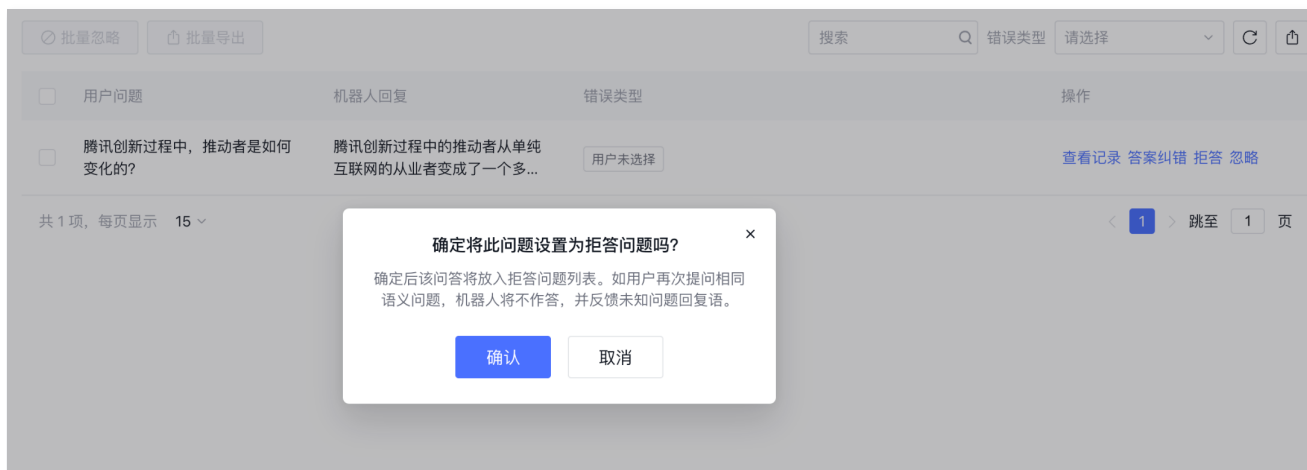 批量忽略 批量导出 搜索 错误类型 请选择
用户问题 机器人回复 错误类型 操作
腾讯创新过程中，推动者是如何 腾讯创新过程中的推动者从单纯
变化的? 互联网的从业者变成了一个多...
用户未选择 查看记录 答案纠错 拒答 忽略
共 1 项，每页显示 15 1 跳至 1 页
确定将此问题设置为拒答问题吗?
确定后该问答将放入拒答问题列表。如用户再次提问相同
语义问题，机器人将不作答，并反馈未知问题回复语。
确认 取消